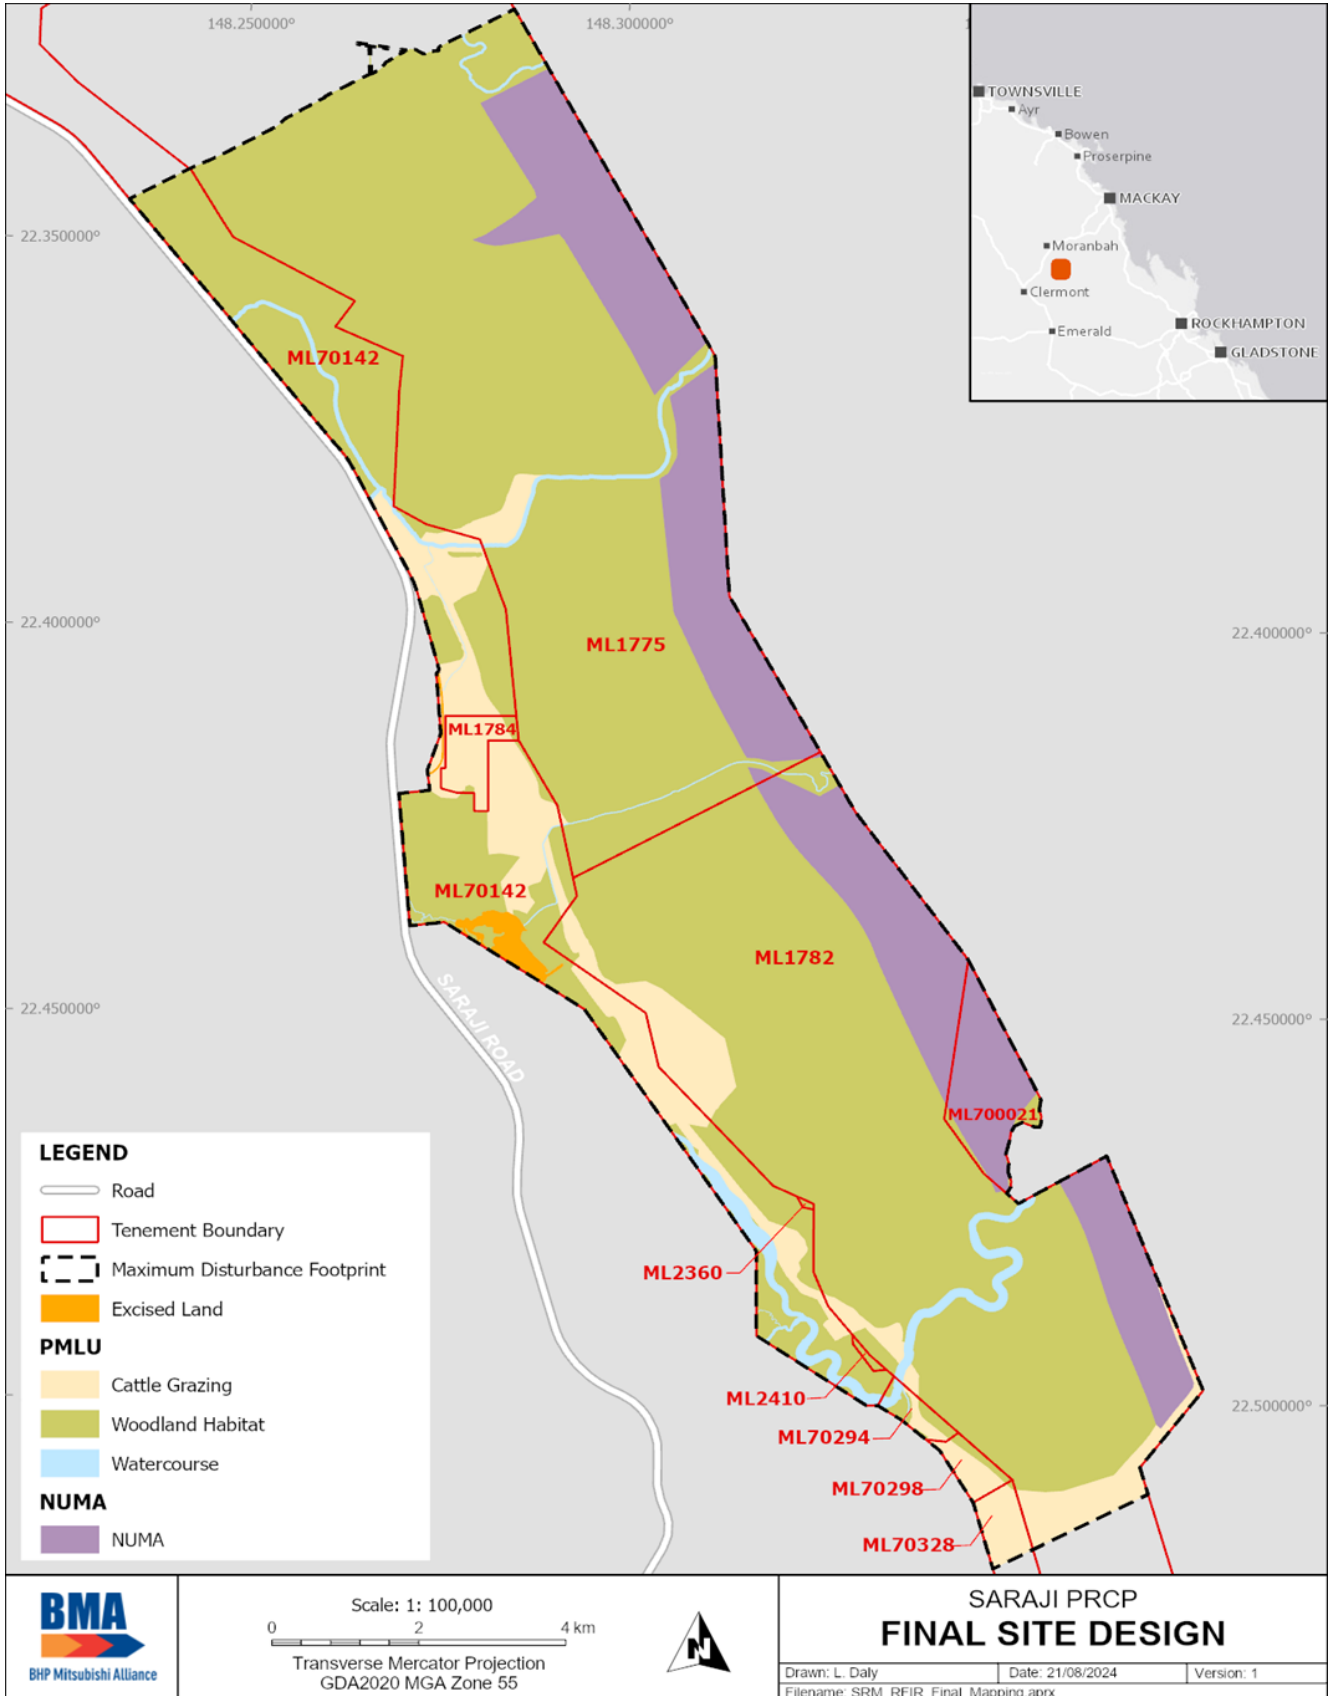 148.250000°
148.300000°
TOWNSVILLE
Ayr
Bowen
Proserpine
MACKAY
Moranbah
Clermont
Emerald
ROCKHAMPTON
GLADSTONE
22.350000°
ML70142
22.400000°
22.400000°
ML1775
ML1784
ML70142
ML1782
22.450000°
22.450000°
SARAJI ROAD
ML700021
ML2360
ML2410
22.500000°
ML70294
ML70298
ML70328
LEGEND
Road
Tenement Boundary
Maximum Disturbance Footprint
Excised Land
PMLU
Cattle Grazing
Woodland Habitat
Watercourse
NUMA
NUMA
BMA
BHP Mitsubishi Alliance
Scale: 1: 100,000
0 2 4 km
Transverse Mercator Projection
GDA2020 MGA Zone 55
N
SARAJI PRCP
FINAL SITE DESIGN
Drawn: L. Daly Date: 21/08/2024 Version: 1
Filename: SRM_REIR_Final_Mapping.aprx